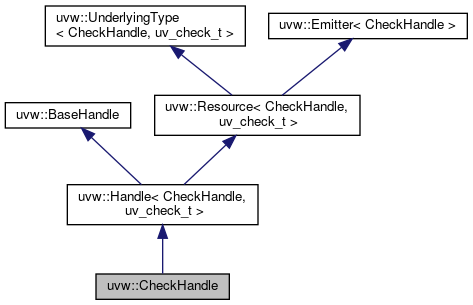 uvw::UnderlyingType
< CheckHandle, uv_check_t >
uvw::Emitter< CheckHandle >
uvw::BaseHandle
uvw::Resource< CheckHandle,
uv_check_t >
uvw::Handle< CheckHandle,
uv_check_t >
uvw::CheckHandle